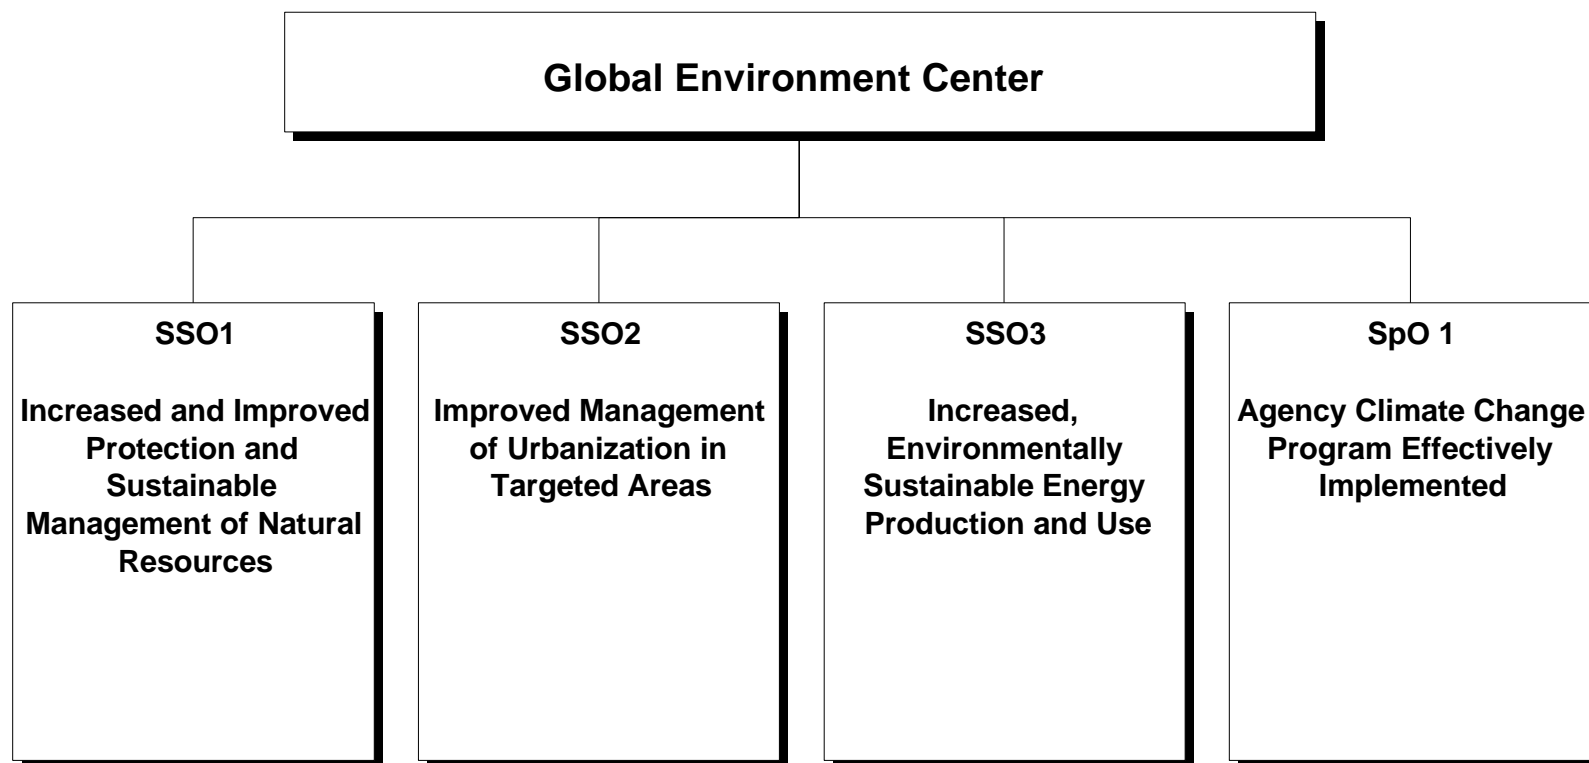 Global Environment Center
SSO1
Increased and Improved
Protection and
Sustainable
Management of Natural
Resources
SSO2
Improved Management
of Urbanization in
Targeted Areas
SSO3
Increased,
Environmentally
Sustainable Energy
Production and Use
SpO 1
Agency Climate Change
Program Effectively
Implemented